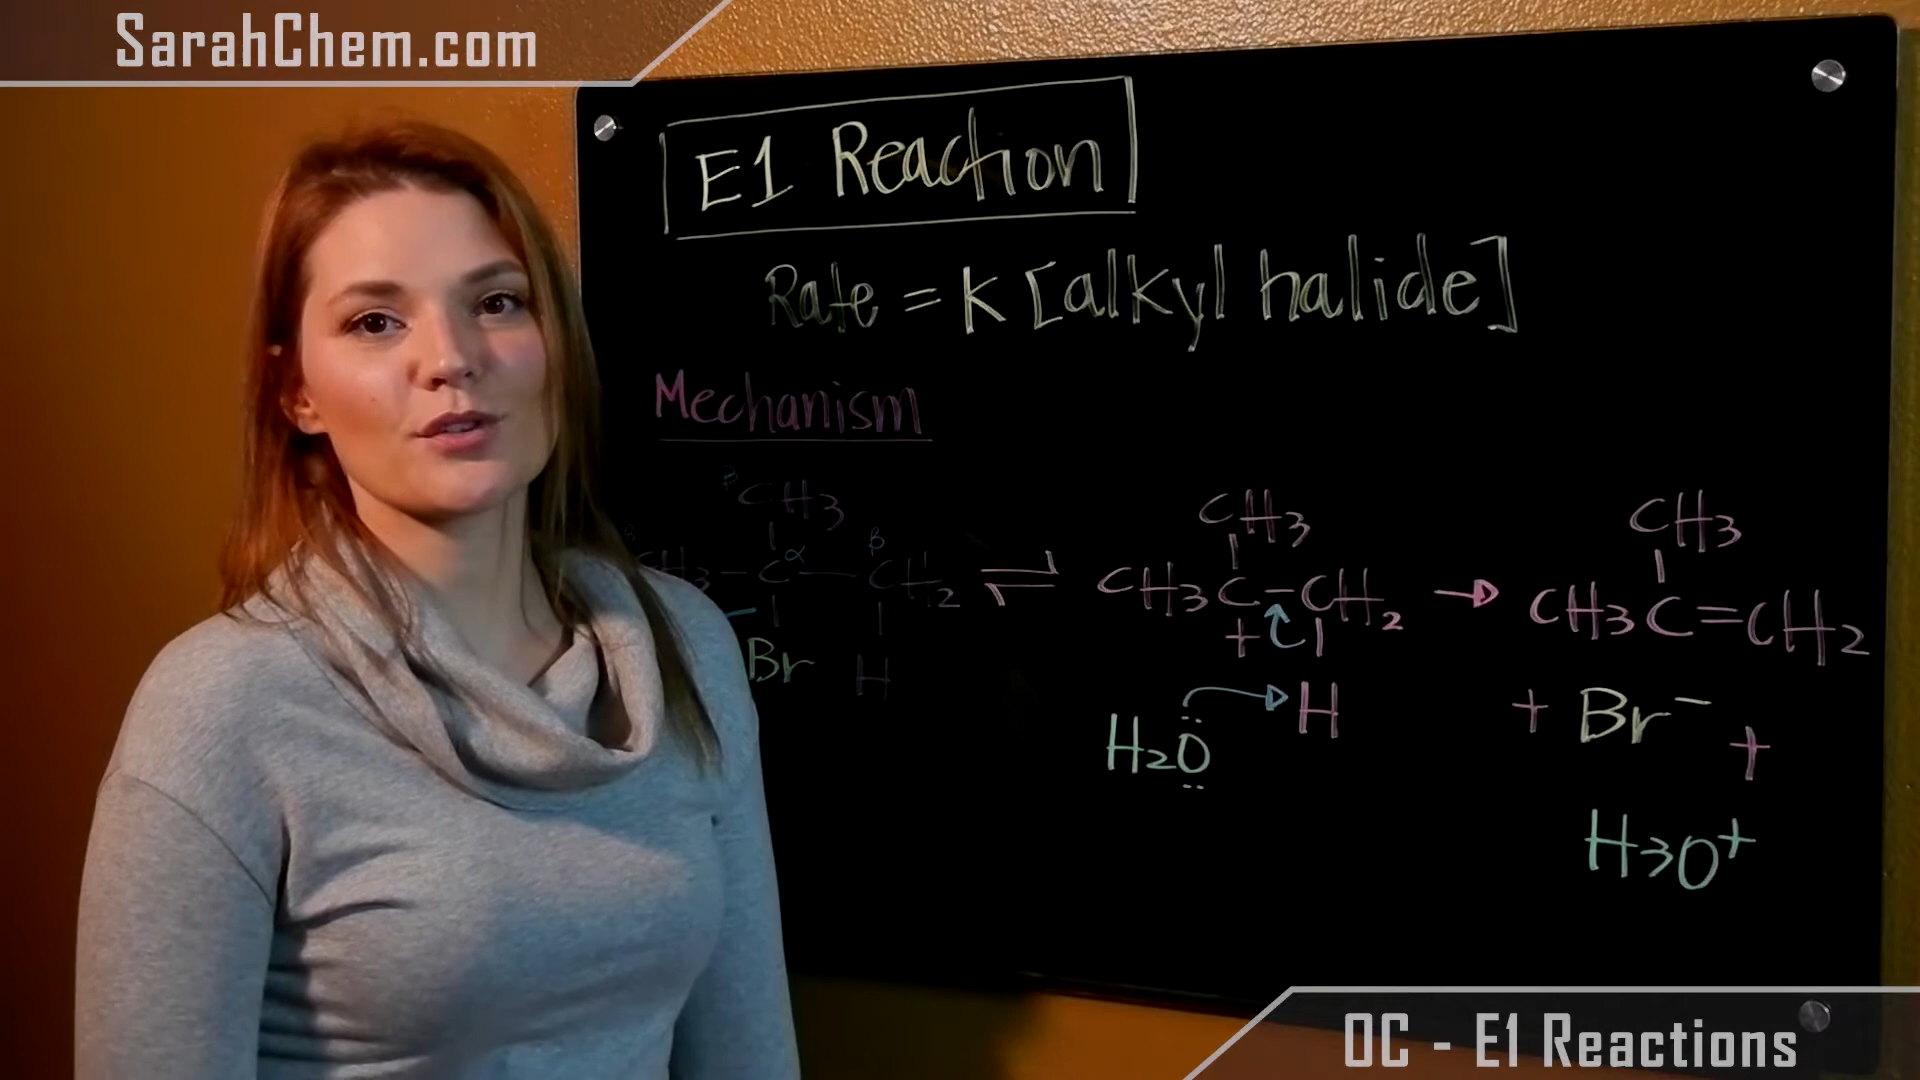 SarahChem.com
E1 Reaction
Rate = K [alkyl halide]
Mechanism
β CH3 CH3 CH3
β CH3 - C α - CH2 β ⇌ CH3 C - CH2 → CH3 C = CH2
Br H +
H2O H + Br⁻ +
H3O+
OC - E1 Reactions